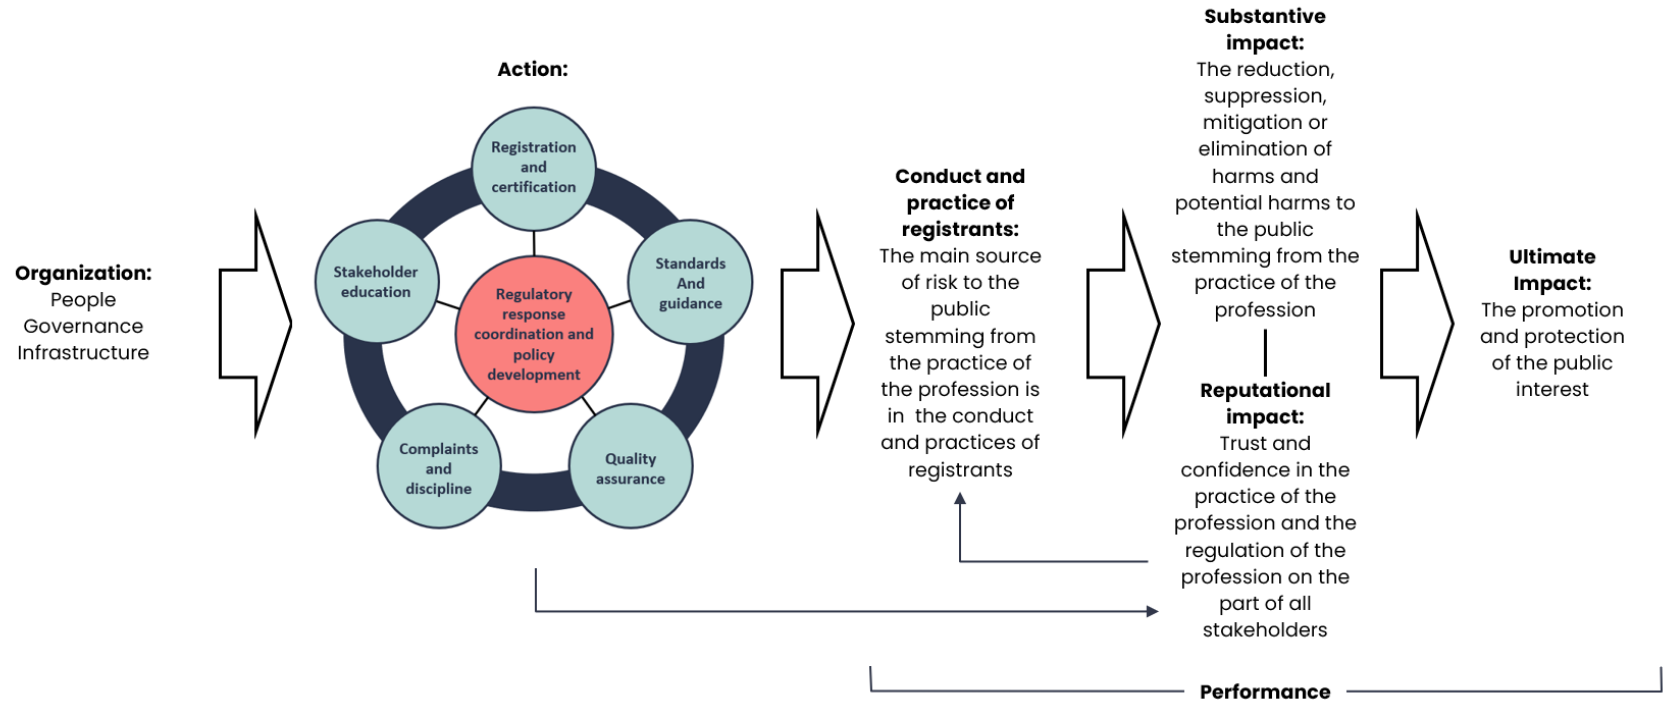 Organization:
People
Governance
Infrastructure
Action:
Registration
and
certification
Stakeholder
education
Standards
And
guidance
Regulatory
response
coordination and
policy
development
Complaints
and
discipline
Quality
assurance
Conduct and
practice of
registrants:
The main source
of risk to the
public
stemming from
the practice of
the profession is
in the conduct
and practices of
registrants
Substantive
impact:
The reduction,
suppression,
mitigation or
elimination of
harms and
potential harms to
the public
stemming from the
practice of the
profession
Reputational
impact:
Trust and
confidence in the
practice of the
profession and the
regulation of the
profession on the
part of all
stakeholders
Ultimate
Impact:
The promotion
and protection
of the public
interest
Performance